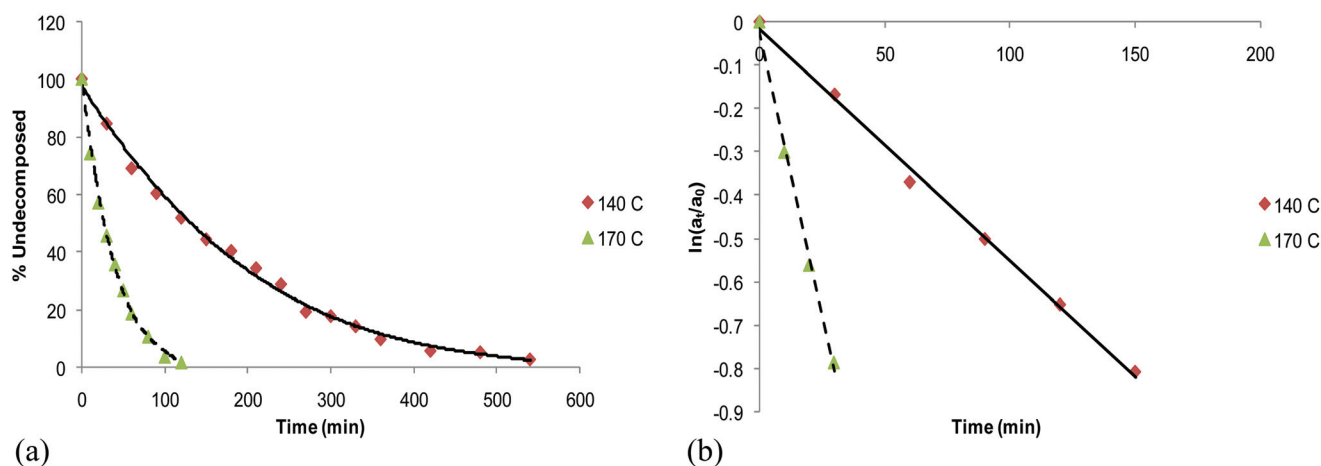 120
100
80
60
40
20
0
% Undecomposed
0 100 200 300 400 500 600
Time (min)
140 C
170 C
(a)
0
-0.1
-0.2
-0.3
-0.4
-0.5
-0.6
-0.7
-0.8
-0.9
ln(at/a0)
0 50 100 150 200
140 C
170 C
Time (min)
(b)